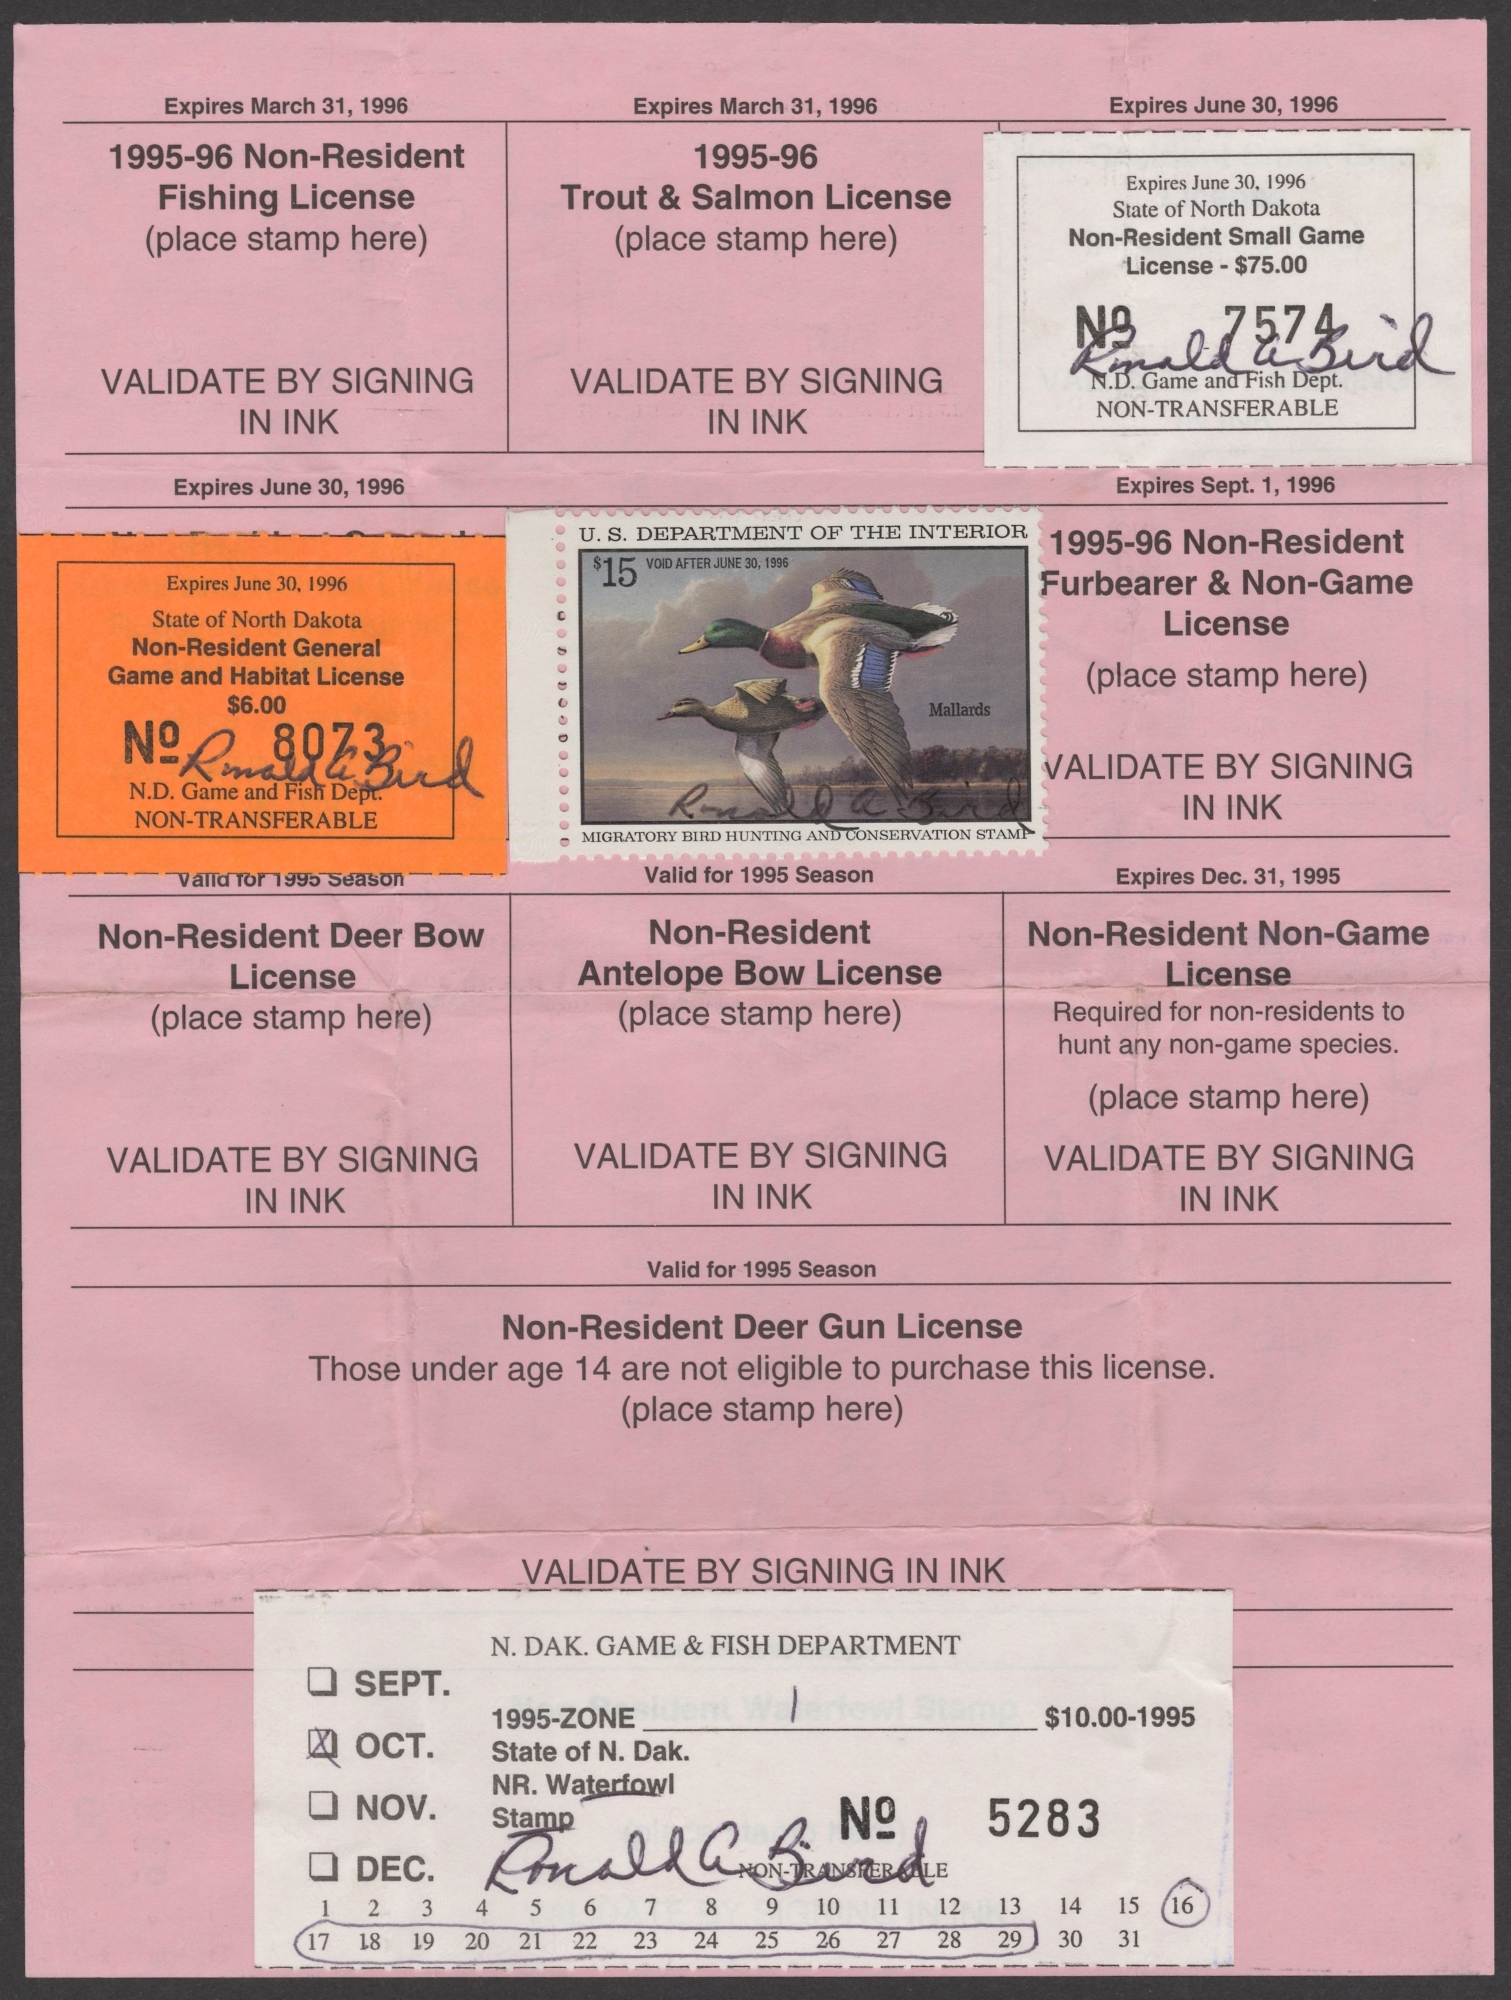 Expires March 31, 1996
1995-96 Non-Resident
Fishing License
(place stamp here)
VALIDATE BY SIGNING
IN INK
Expires March 31, 1996
1995-96
Trout & Salmon License
(place stamp here)
VALIDATE BY SIGNING
IN INK
Expires June 30, 1996
Expires June 30, 1996
State of North Dakota
Non-Resident Small Game
License - $75.00
No 7574
Ronald A Bird
N.D. Game and Fish Dept.
NON-TRANSFERABLE
Expires June 30, 1996
Expires June 30, 1996
State of North Dakota
Non-Resident General
Game and Habitat License
$6.00
No 8073
Ronald A Bird
N.D. Game and Fish Dept.
NON-TRANSFERABLE
U. S. DEPARTMENT OF THE INTERIOR
$15 VOID AFTER JUNE 30, 1996
Mallards
Ronald A Bird
MIGRATORY BIRD HUNTING AND CONSERVATION STAMP
Expires Sept. 1, 1996
1995-96 Non-Resident
Furbearer & Non-Game
License
(place stamp here)
VALIDATE BY SIGNING
IN INK
Valid for 1995 Season
Non-Resident Deer Bow
License
(place stamp here)
VALIDATE BY SIGNING
IN INK
Valid for 1995 Season
Non-Resident
Antelope Bow License
(place stamp here)
VALIDATE BY SIGNING
IN INK
Expires Dec. 31, 1995
Non-Resident Non-Game
License
Required for non-residents to
hunt any non-game species.
(place stamp here)
VALIDATE BY SIGNING
IN INK
Valid for 1995 Season
Non-Resident Deer Gun License
Those under age 14 are not eligible to purchase this license.
(place stamp here)
VALIDATE BY SIGNING IN INK
N. DAK. GAME & FISH DEPARTMENT
SEPT.
OCT.
NOV.
DEC.
1995-ZONE 1 $10.00-1995
State of N. Dak.
NR. Waterfowl
Stamp
No 5283
Ronald A Bird
NON-TRANSFERABLE
1 2 3 4 5 6 7 8 9 10 11 12 13 14 15 16
17 18 19 20 21 22 23 24 25 26 27 28 29 30 31